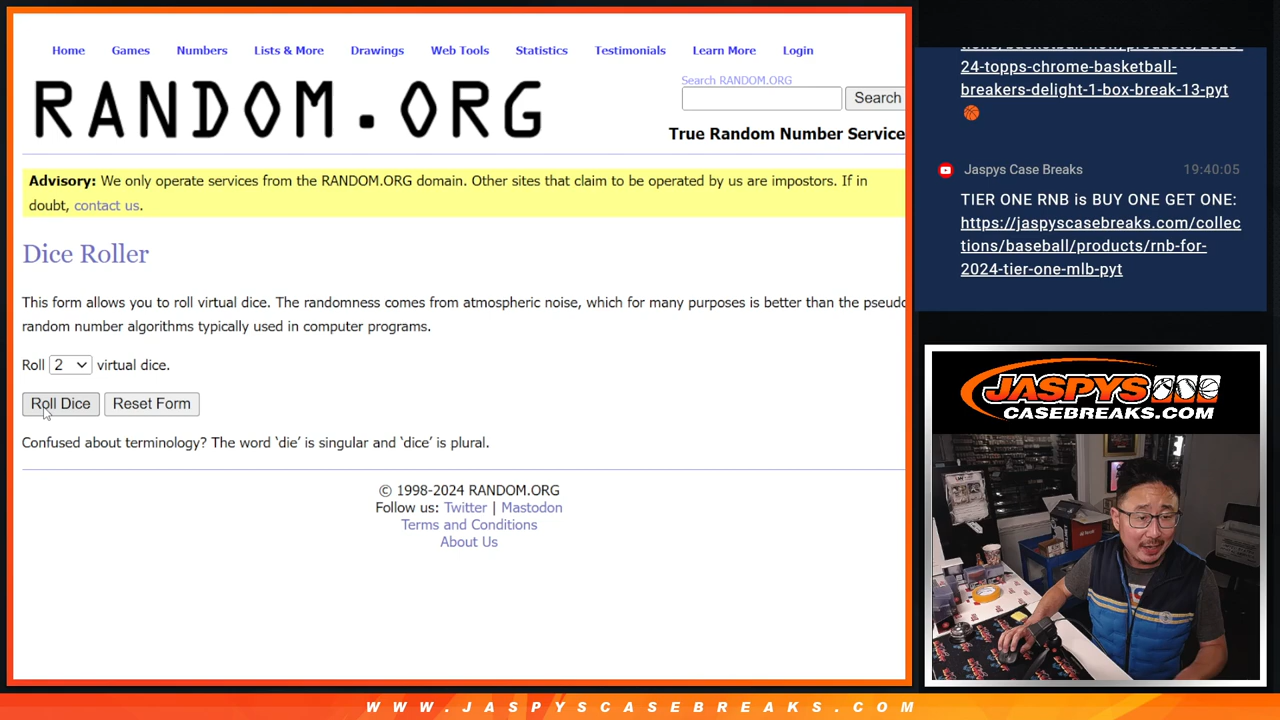 Home Games Numbers Lists & More Drawings Web Tools Statistics Testimonials Learn More Login
RANDOM.ORG
Search RANDOM.ORG
Search
True Random Number Service
Advisory: We only operate services from the RANDOM.ORG domain. Other sites that claim to be operated by us are impostors. If in
doubt, contact us.
Dice Roller
This form allows you to roll virtual dice. The randomness comes from atmospheric noise, which for many purposes is better than the pseudo
random number algorithms typically used in computer programs.
Roll 2 virtual dice.
Roll Dice Reset Form
Confused about terminology? The word ‘die’ is singular and ‘dice’ is plural.
© 1998-2024 RANDOM.ORG
Follow us: Twitter | Mastodon
Terms and Conditions
About Us
24-topps-chrome-basketball-
breakers-delight-1-box-break-13-pyt
Jaspys Case Breaks 19:40:05
TIER ONE RNB is BUY ONE GET ONE:
https://jaspyscasebreaks.com/collec
tions/baseball/products/rnb-for-
2024-tier-one-mlb-pyt
JASPYS
CASEBREAKS.COM
WWW.JASPYSCASEBREAKS.COM